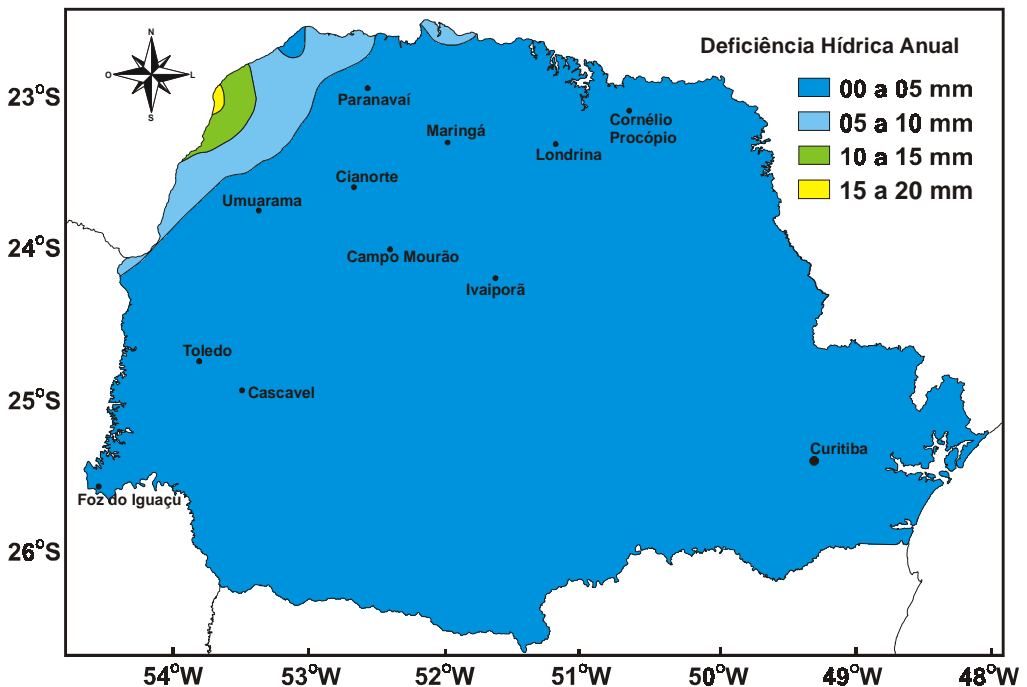 Deficiência Hídrica Anual
00 a 05 mm
05 a 10 mm
10 a 15 mm
15 a 20 mm
N
O
L
S
23°S
24°S
25°S
26°S
Paranavaí
Maringá
Cornélio
Procópio
Londrina
Cianorte
Umuarama
Campo Mourão
Ivaiporã
Toledo
Cascavel
Curitiba
Foz do Iguaçú
54°W
53°W
52°W
51°W
50°W
49°W
48°W